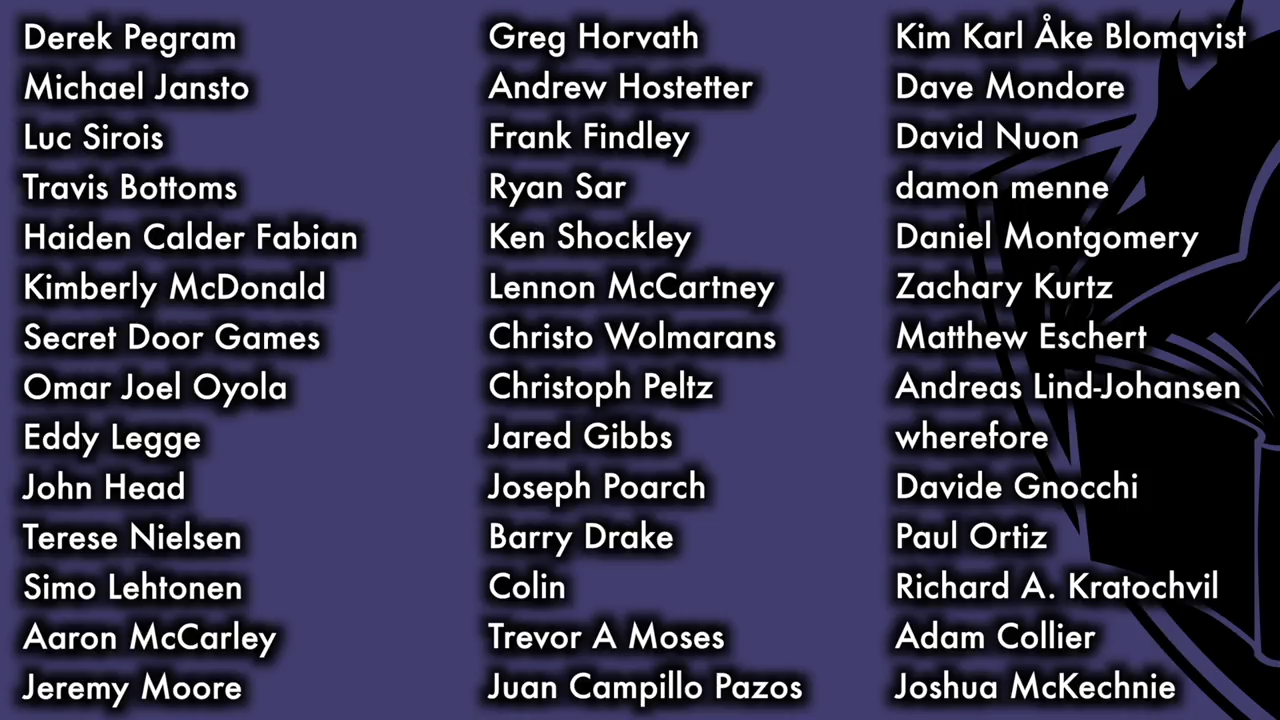 Derek Pegram
Michael Jansto
Luc Sirois
Travis Bottoms
Haiden Calder Fabian
Kimberly McDonald
Secret Door Games
Omar Joel Oyola
Eddy Legge
John Head
Terese Nielsen
Simo Lehtonen
Aaron McCarley
Jeremy Moore
Greg Horvath
Andrew Hostetter
Frank Findley
Ryan Sar
Ken Shockley
Lennon McCartney
Christo Wolmarans
Christoph Peltz
Jared Gibbs
Joseph Poarch
Barry Drake
Colin
Trevor A Moses
Juan Campillo Pazos
Kim Karl Åke Blomqvist
Dave Mondore
David Nuon
damon menne
Daniel Montgomery
Zachary Kurtz
Matthew Eschert
Andreas Lind-Johansen
wherefore
Davide Gnocchi
Paul Ortiz
Richard A. Kratochvil
Adam Collier
Joshua McKechnie